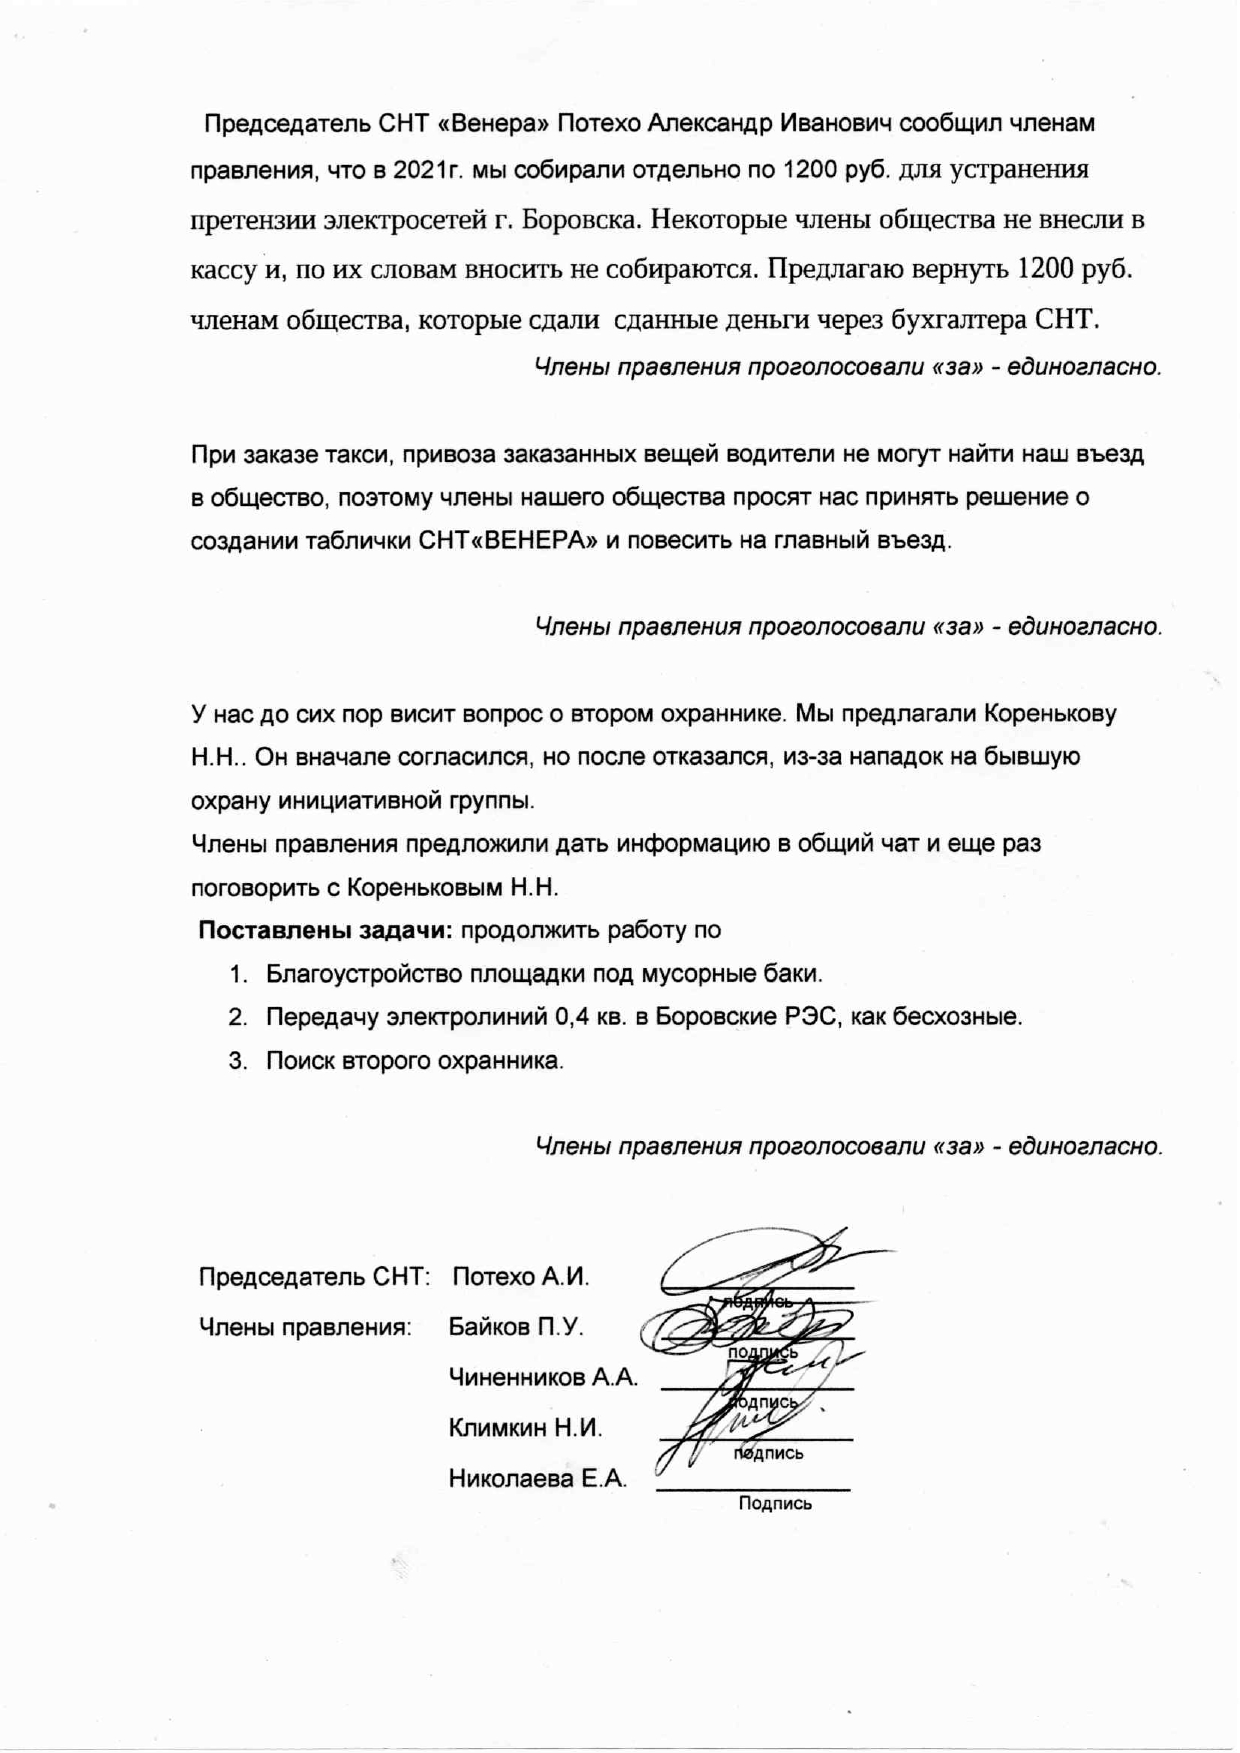 Председатель СНТ «Венера» Потехо Александр Иванович сообщил членам
правления, что в 2021г. мы собирали отдельно по 1200 руб. для устранения
претензии электросетей г. Боровска. Некоторые члены общества не внесли в
кассу и, по их словам вносить не собираются. Предлагаю вернуть 1200 руб.
членам общества, которые сдали сданные деньги через бухгалтера СНТ.
Члены правления проголосовали «за» - единогласно.
При заказе такси, привоза заказанных вещей водители не могут найти наш въезд
в общество, поэтому члены нашего общества просят нас принять решение о
создании таблички СНТ«ВЕНЕРА» и повесить на главный въезд.
Члены правления проголосовали «за» - единогласно.
У нас до сих пор висит вопрос о втором охраннике. Мы предлагали Коренькову
Н.Н.. Он вначале согласился, но после отказался, из-за нападок на бывшую
охрану инициативной группы.
Члены правления предложили дать информацию в общий чат и еще раз
поговорить с Кореньковым Н.Н.
Поставлены задачи: продолжить работу по
1. Благоустройство площадки под мусорные баки.
2. Передачу электролиний 0,4 кв. в Боровские РЭС, как бесхозные.
3. Поиск второго охранника.
Члены правления проголосовали «за» - единогласно.
Председатель СНТ: Потехо А.И.
подпись
Члены правления: Байков П.У.
подпись
Чиненников А.А.
подпись
Климкин Н.И.
подпись
Николаева Е.А.
Подпись